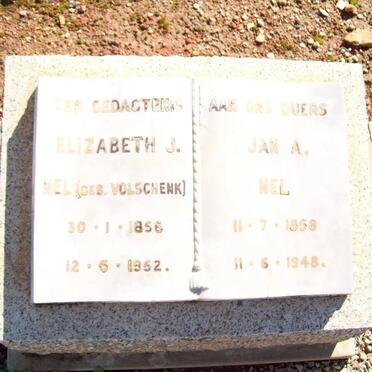 TER GEDAGTENIS
ELIZABETH J.
NEL (GEB. VOLSCHENK)
30 · 1 · 1856
12 · 6 · 1952.
AAN ONS OUERS
JAN A.
NEL
11 · 7 · 1858
11 · 6 · 1948.